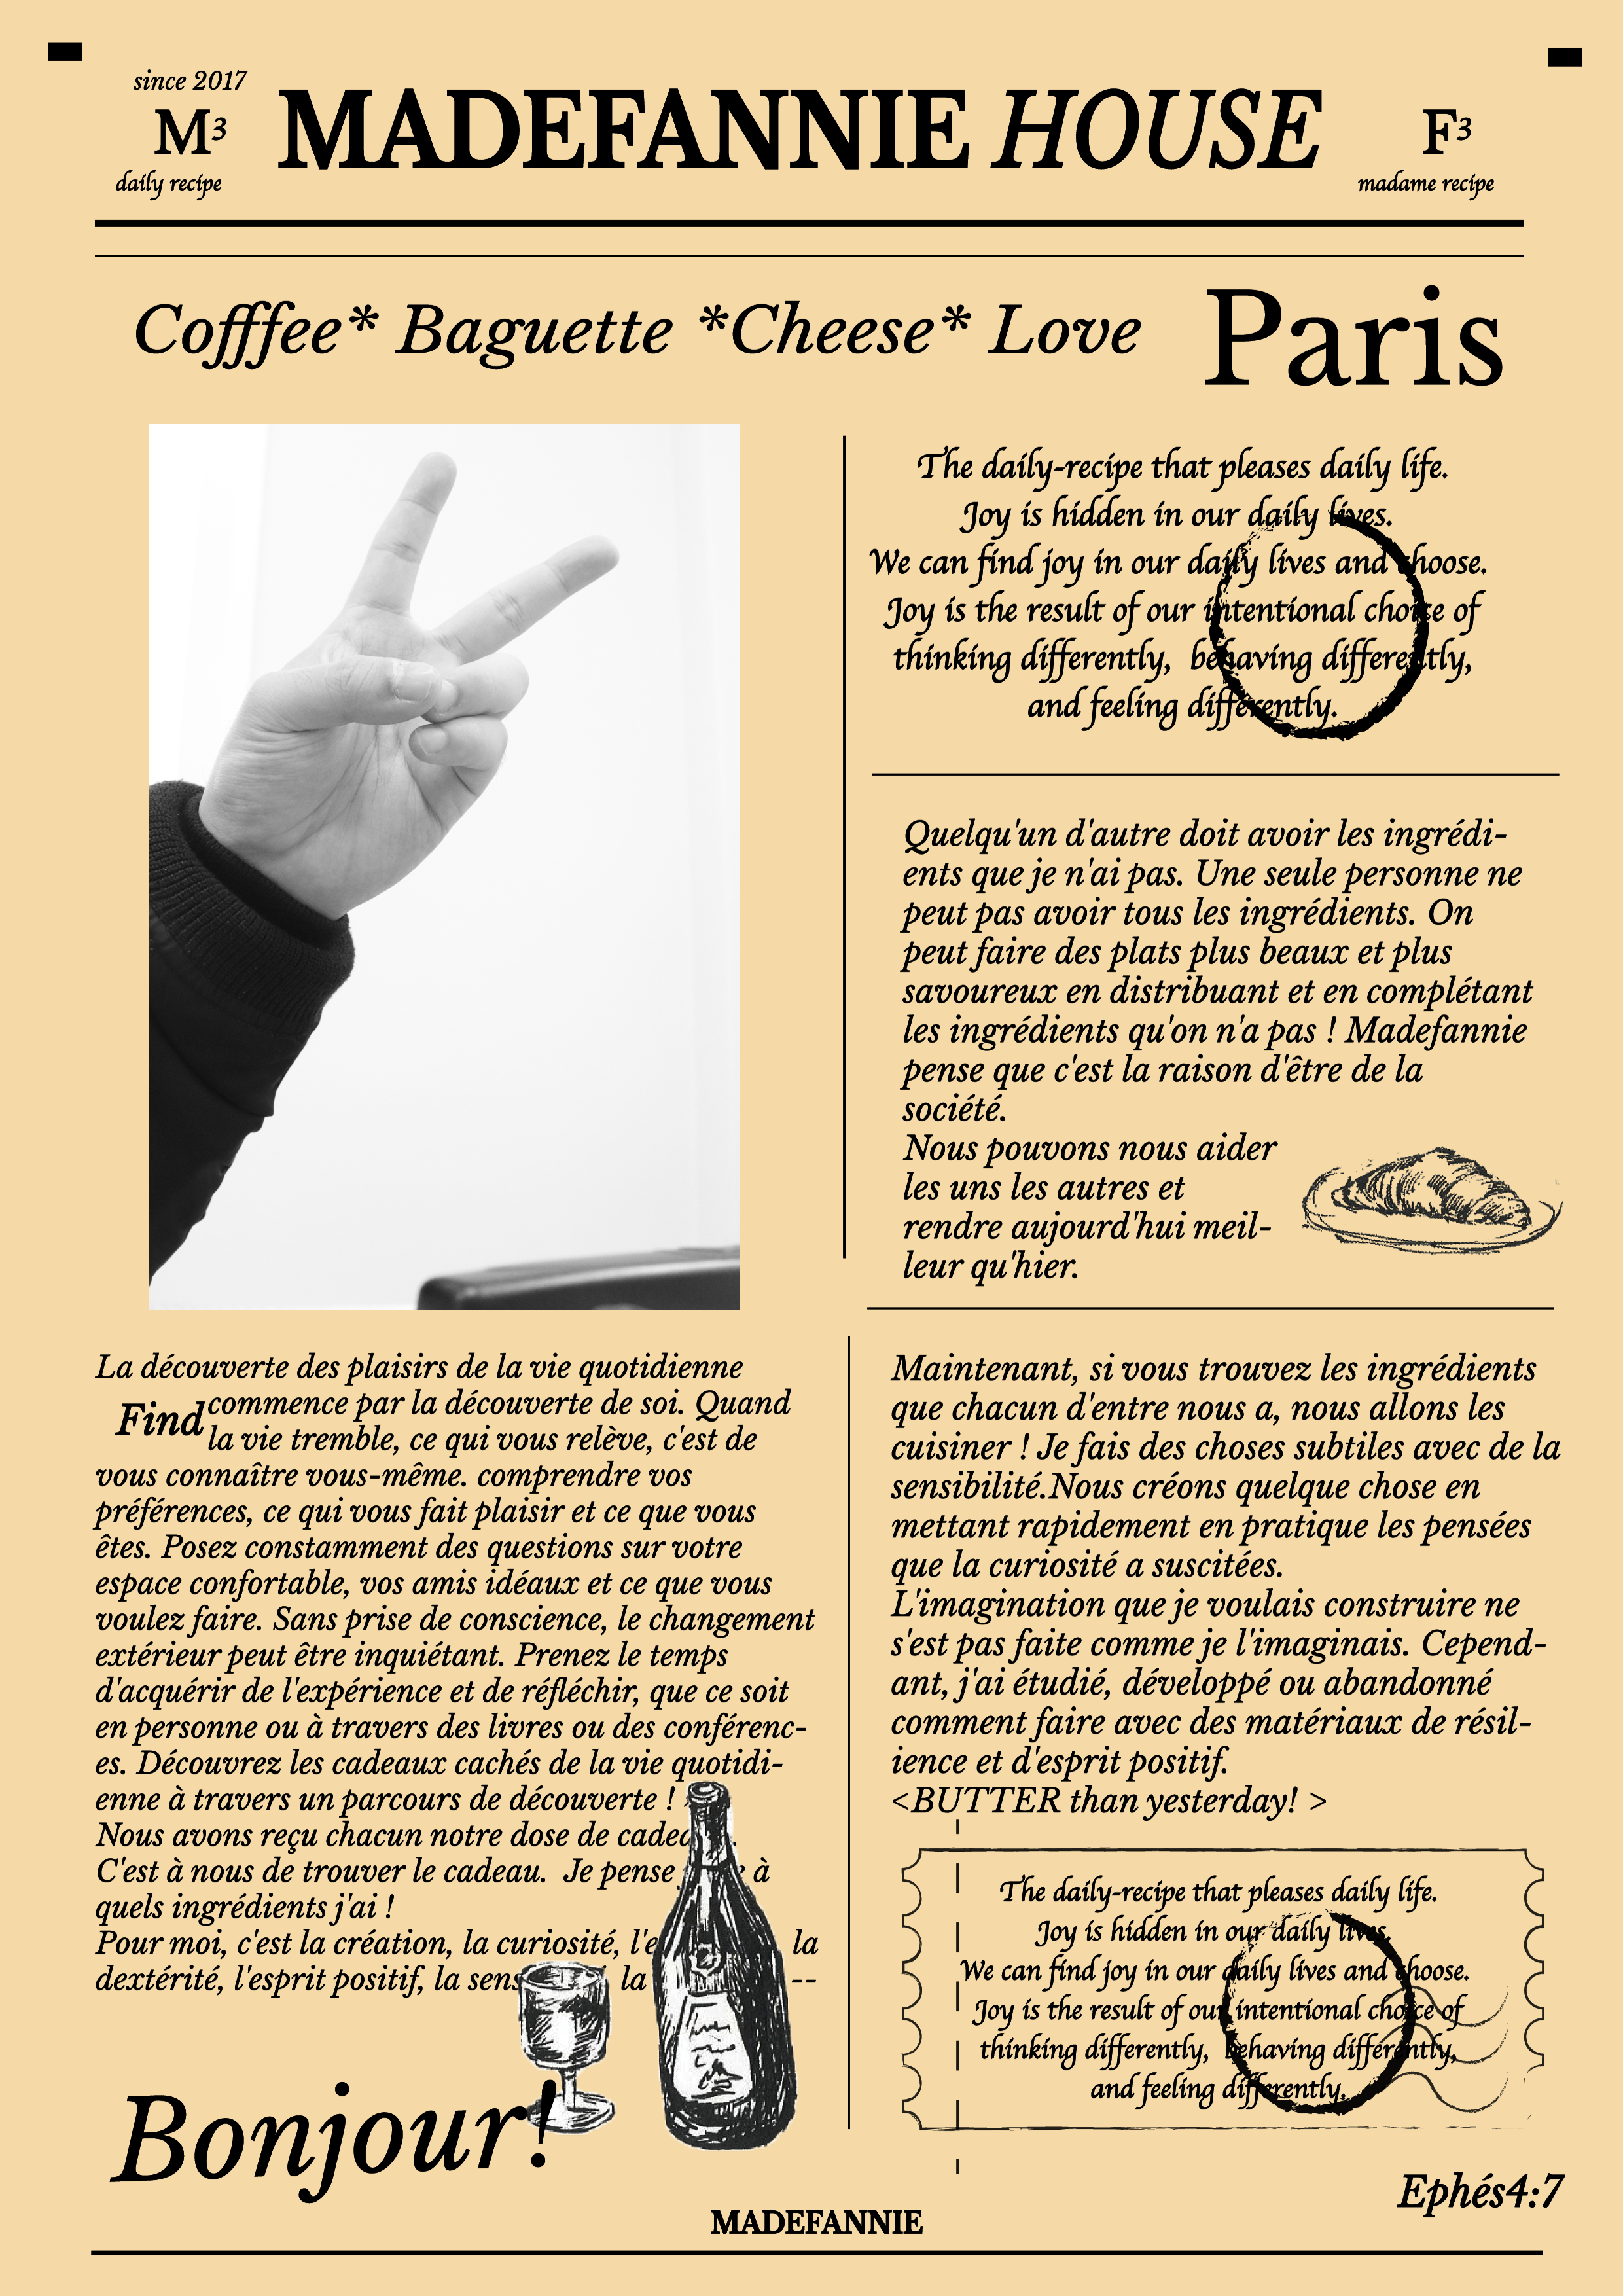 since 2017
M³
daily recipe
MADEFANNIE HOUSE
F³
madame recipe
Cofffee* Baguette *Cheese* Love
Paris
The daily-recipe that pleases daily life.
Joy is hidden in our daily lives.
We can find joy in our daily lives and choose.
Joy is the result of our intentional choice of
thinking differently, behaving differently,
and feeling differently.
Quelqu'un d'autre doit avoir les ingrédi-
ents que je n'ai pas. Une seule personne ne
peut pas avoir tous les ingrédients. On
peut faire des plats plus beaux et plus
savoureux en distribuant et en complétant
les ingrédients qu'on n'a pas ! Madefannie
pense que c'est la raison d'être de la
société.
Nous pouvons nous aider
les uns les autres et
rendre aujourd'hui meil-
leur qu'hier.
La découverte des plaisirs de la vie quotidienne
Find
commence par la découverte de soi. Quand
la vie tremble, ce qui vous relève, c'est de
vous connaître vous-même. comprendre vos
préférences, ce qui vous fait plaisir et ce que vous
êtes. Posez constamment des questions sur votre
espace confortable, vos amis idéaux et ce que vous
voulez faire. Sans prise de conscience, le changement
extérieur peut être inquiétant. Prenez le temps
d'acquérir de l'expérience et de réfléchir, que ce soit
en personne ou à travers des livres ou des conférenc-
es. Découvrez les cadeaux cachés de la vie quotidi-
enne à travers un parcours de découverte !
Nous avons reçu chacun notre dose de
C'est à nous de trouver le cadeau. Je pense à
quels ingrédients j'ai !
Pour moi, c'est la création, la curiosité, la
dextérité, l'esprit positif, la la --
Maintenant, si vous trouvez les ingrédients
que chacun d'entre nous a, nous allons les
cuisiner ! Je fais des choses subtiles avec de la
sensibilité.Nous créons quelque chose en
mettant rapidement en pratique les pensées
que la curiosité a suscitées.
L'imagination que je voulais construire ne
s'est pas faite comme je l'imaginais. Cepend-
ant, j'ai étudié, développé ou abandonné
comment faire avec des matériaux de résil-
ience et d'esprit positif.
<BUTTER than yesterday! >
The daily-recipe that pleases daily life.
Joy is hidden in our daily lives.
We can find joy in our daily lives and choose.
Joy is the result of our intentional choice of
thinking differently, behaving differently,
and feeling differently.
Bonjour!
Ephés4:7
MADEFANNIE